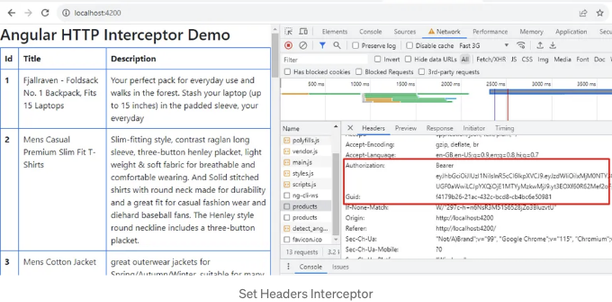 localhost:4200
Angular HTTP Interceptor Demo
Id Title Description
1 Fjallraven - Foldsack No. 1 Backpack, Fits 15 Laptops
Your perfect pack for everyday use and
walks in the forest. Stash your laptop (up
to 15 inches) in the padded sleeve, your
everyday
2 Mens Casual Premium Slim Fit T-Shirts
Slim-fitting style, contrast raglan long
sleeve, three-button henley placket, light
weight & soft fabric for breathable and
comfortable wearing. And Solid stitched
shirts with round neck made for durability
and a great fit for casual fashion wear and
diehard baseball fans. The Henley style
round neckline includes a three-button
placket.
3 Mens Cotton Jacket
great outerwear jackets for
Spring/Autumn/Winter, suitable for many
Elements Console Sources Network Performance Memory Application
Preserve log Disable cache Fast 3G
Filter Invert Hide data URLs All Fetch/XHR JS CSS Img Media Font Doc
Has blocked cookies Blocked Requests 3rd-party requests
500 ms 1000 ms 1500 ms 2000 ms 2500 ms 3000 ms
Name
polyfills.js
vendor.js
main.js
styles.js
scripts.js
ng-cli-ws
products
products
detect_ang...
favicon.ico
13 requests 3.2
Headers Preview Response Initiator Timing
Accept-Encoding: gzip, deflate, br
Accept-Language: en-GB,en-US;q=0.9,en;q=0.8,hi;q=0.7
Authorization: Bearer
Guid: f4179b26-21ac-432c-bcd8-cb4bc6e50981
If-None-Match:
Origin: http://localhost:4200
Referer: http://localhost:4200/
Sec-Ch-Ua: "Not/A)Brand";v="99", "Google Chrome";v="115", "Chromium"
Sec-Ch-Ua-Mobile: ?0
Console Issues
Set Headers Interceptor